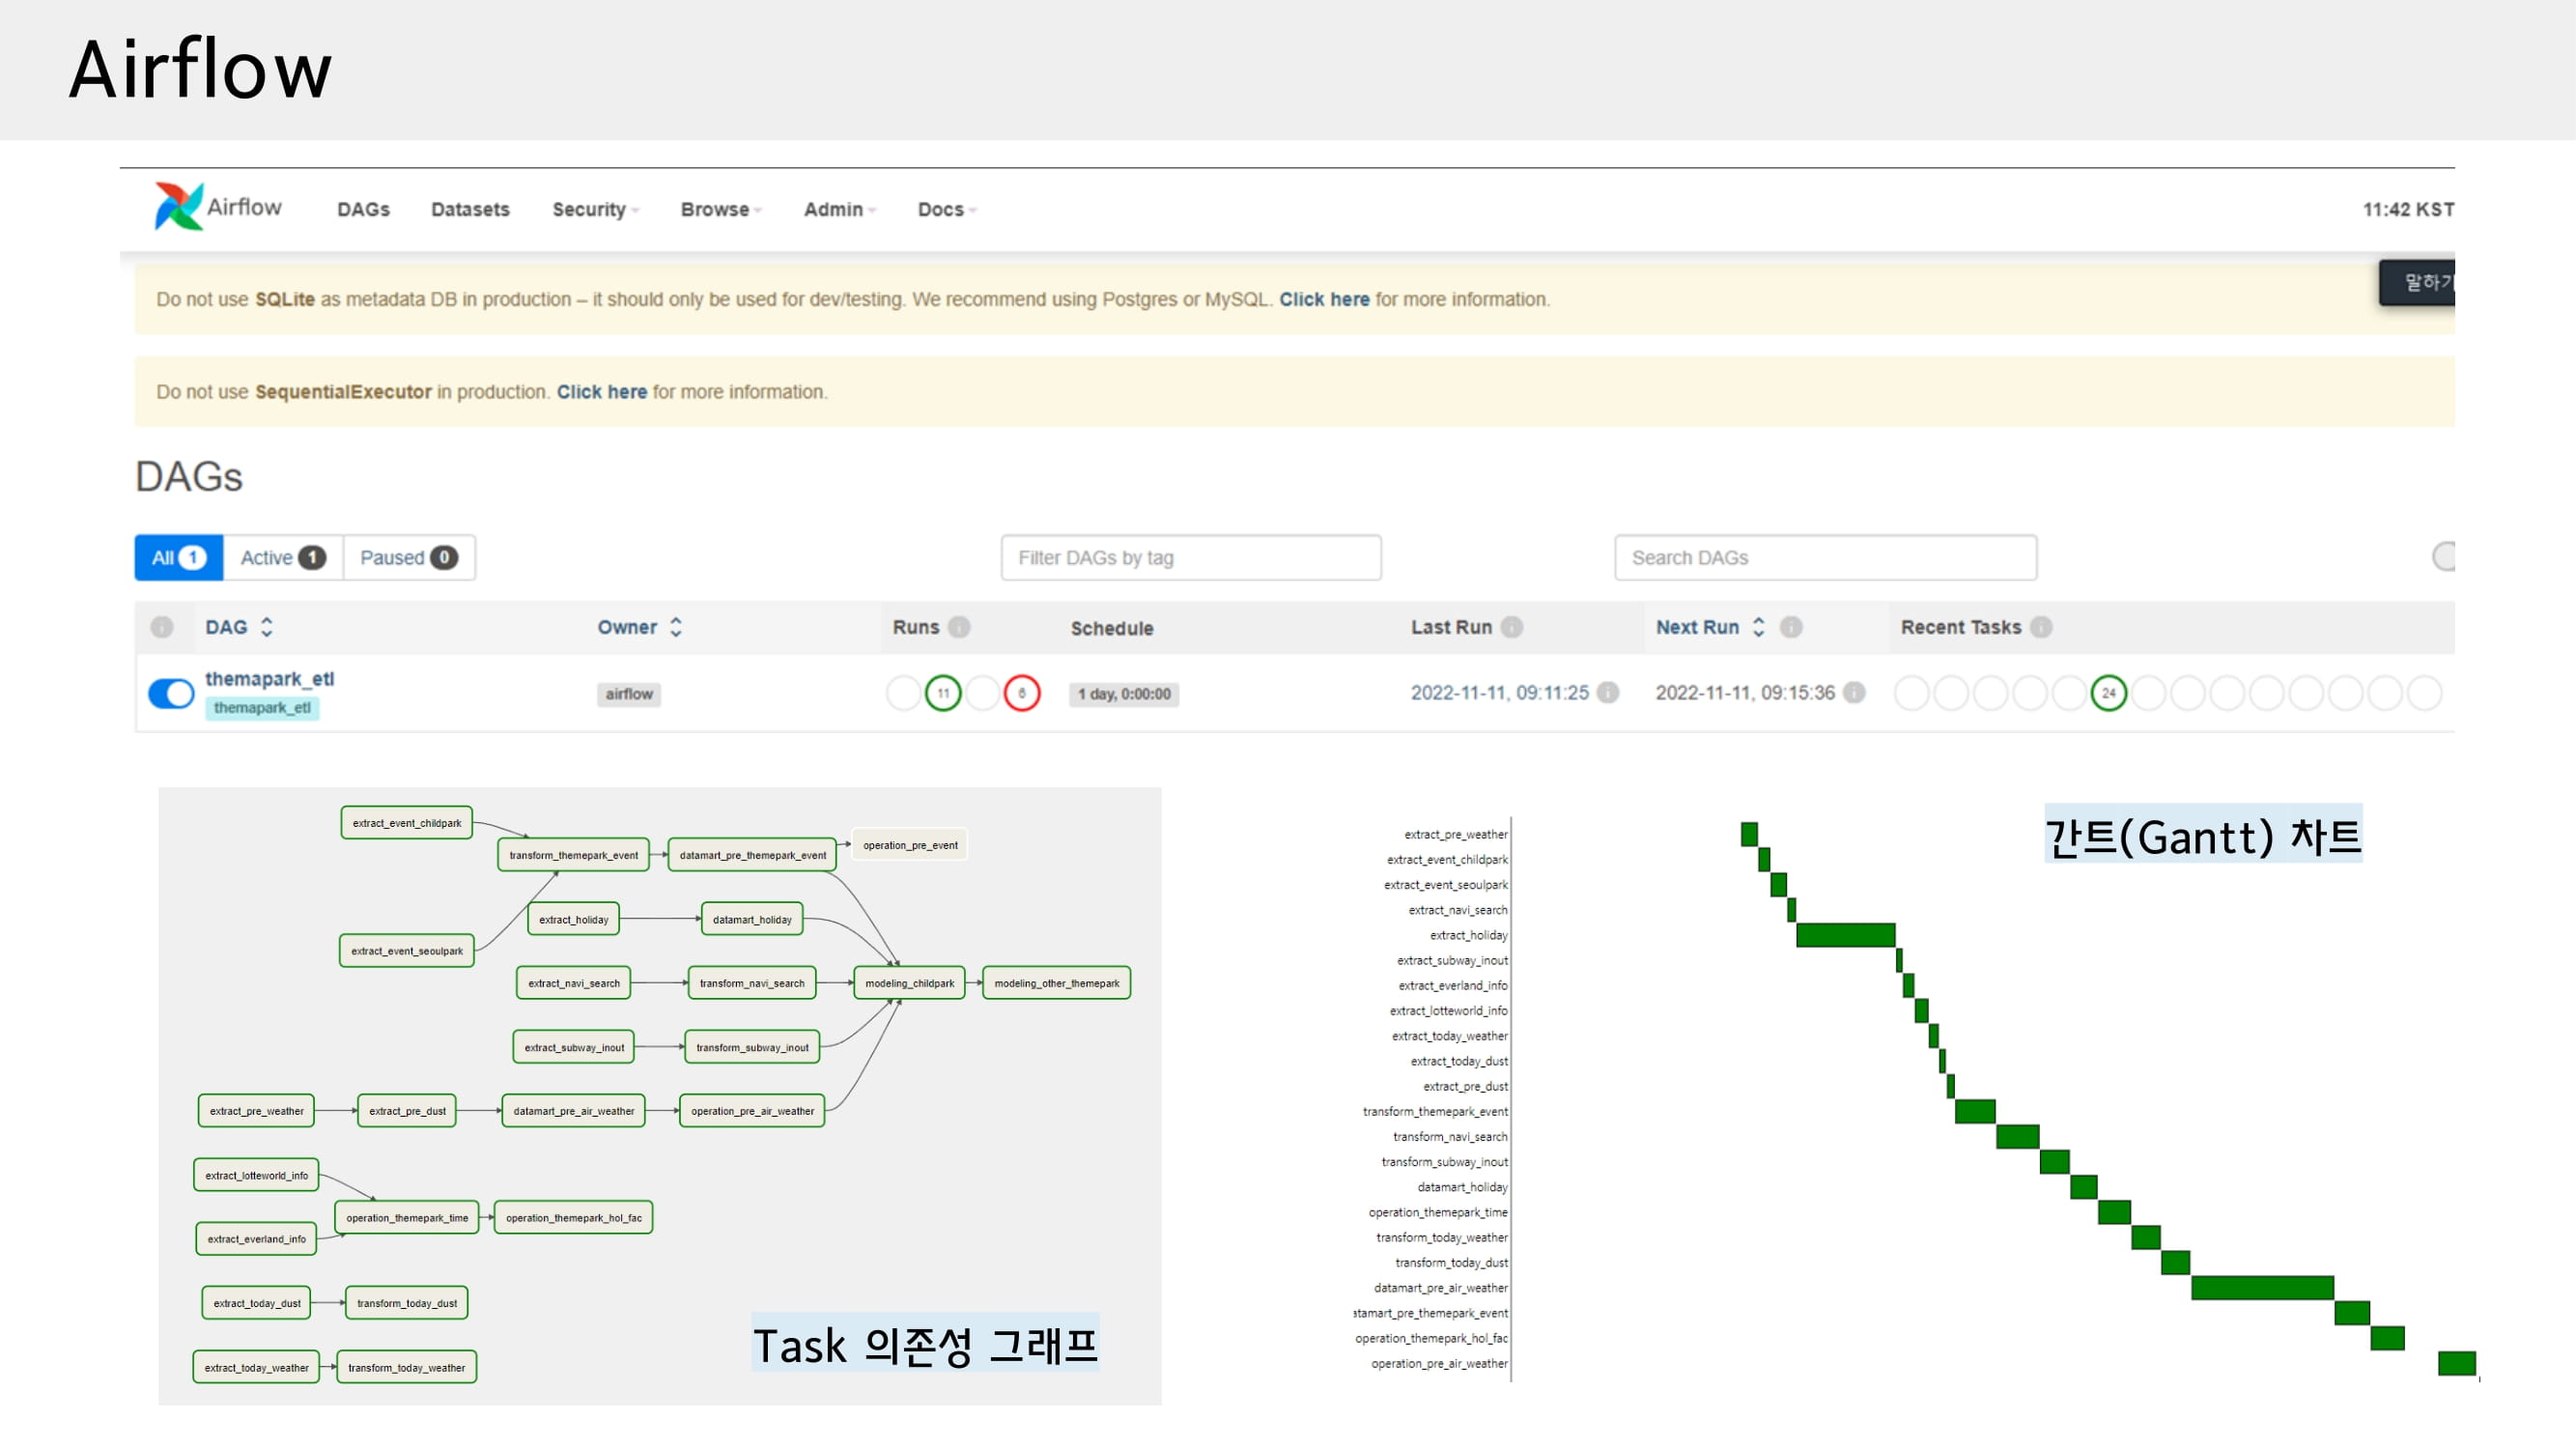 Airflow
Airflow DAGs Datasets Security Browse Admin Docs 11:42 KST
Do not use SQLite as metadata DB in production – it should only be used for dev/testing. We recommend using Postgres or MySQL. Click here for more information.
말하기
Do not use SequentialExecutor in production. Click here for more information.
DAGs
All 1 Active 1 Paused 0 Filter DAGs by tag Search DAGs
DAG Owner Runs Schedule Last Run Next Run Recent Tasks
themapark_etl
airflow 11 6 1 day, 0:00:00 2022-11-11, 09:11:25 2022-11-11, 09:15:36 24
themapark_etl
extract_event_childpark
transform_themepark_event datamart_pre_themepark_event operation_pre_event
extract_holiday datamart_holiday
extract_event_seoulpark
extract_navi_search transform_navi_search modeling_childpark modeling_other_themepark
extract_subway_inout transform_subway_inout
extract_pre_weather extract_pre_dust datamart_pre_air_weather operation_pre_air_weather
extract_lotteworld_info
operation_themepark_time operation_themepark_hol_fac
extract_everland_info
extract_today_dust transform_today_dust
extract_today_weather transform_today_weather
Task 의존성 그래프
간트(Gantt) 차트
extract_pre_weather
extract_event_childpark
extract_event_seoulpark
extract_navi_search
extract_holiday
extract_subway_inout
extract_everland_info
extract_lotteworld_info
extract_today_weather
extract_today_dust
extract_pre_dust
transform_themepark_event
transform_navi_search
transform_subway_inout
datamart_holiday
operation_themepark_time
transform_today_weather
transform_today_dust
datamart_pre_air_weather
atamart_pre_themepark_event
operation_themepark_hol_fac
operation_pre_air_weather